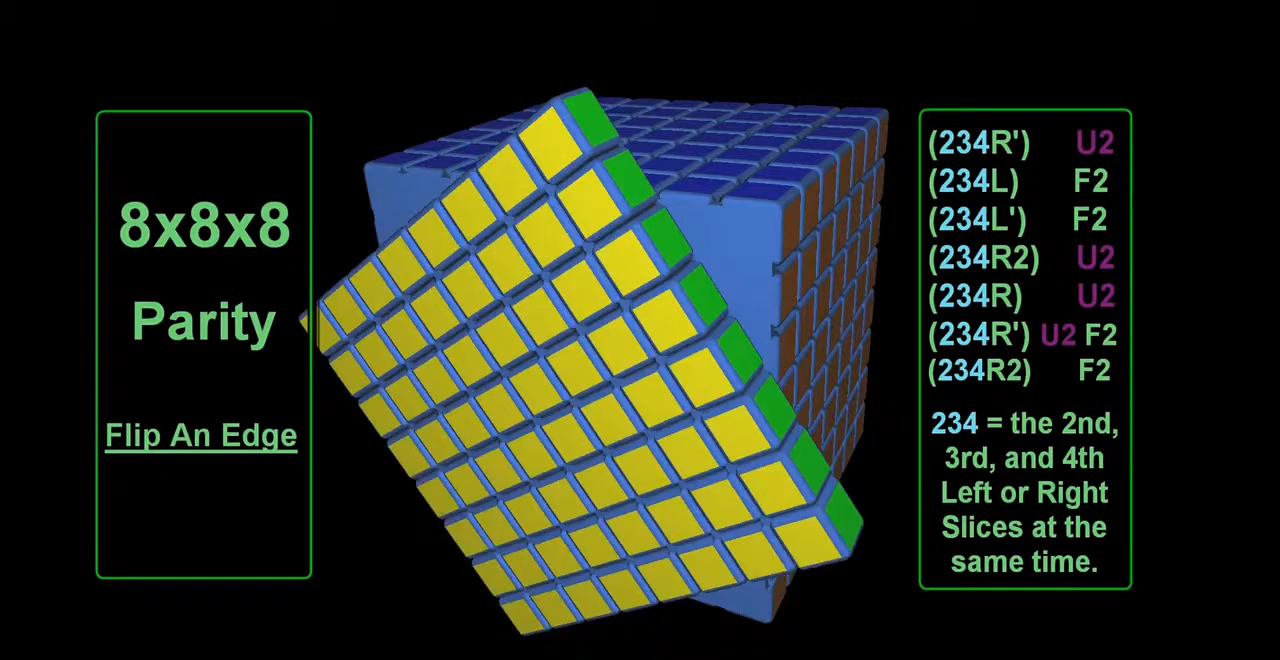 8x8x8
Parity
Flip An Edge
(234R') U2
(234L) F2
(234L') F2
(234R2) U2
(234R) U2
(234R') U2 F2
(234R2) F2
234 = the 2nd,
3rd, and 4th
Left or Right
Slices at the
same time.